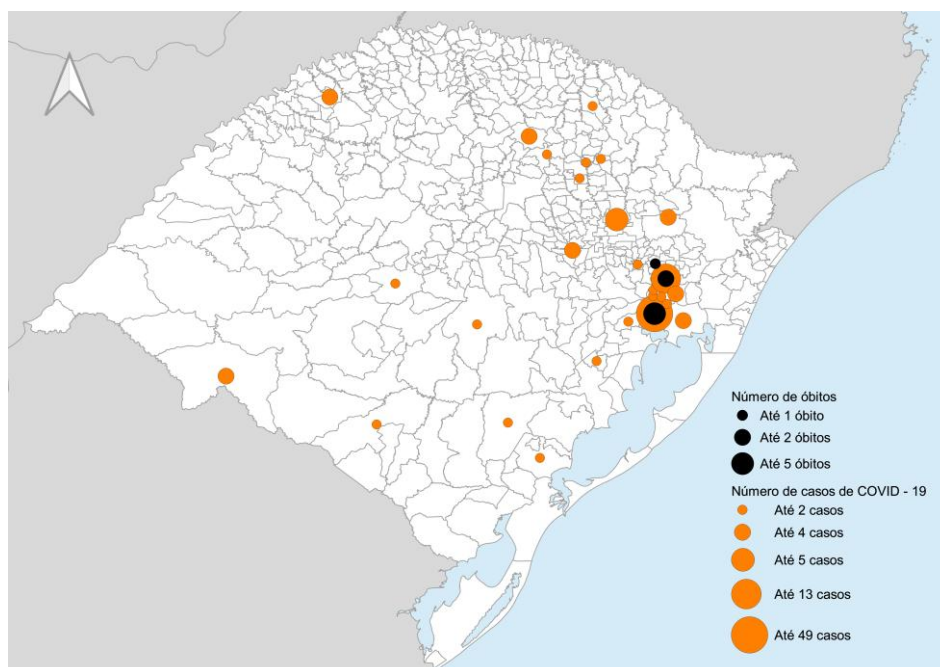 Número de óbitos
Até 1 óbito
Até 2 óbitos
Até 5 óbitos
Número de casos de COVID - 19
Até 2 casos
Até 4 casos
Até 5 casos
Até 13 casos
Até 49 casos